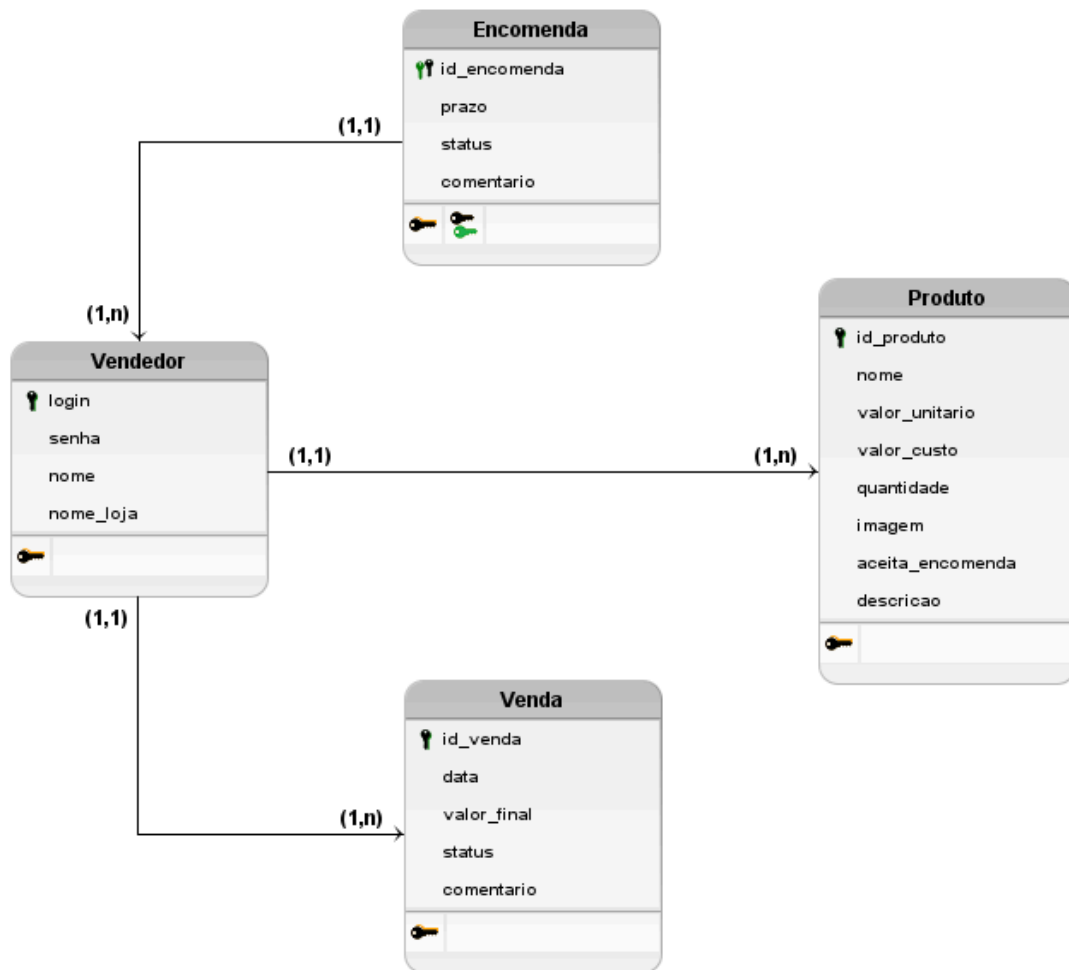 Encomenda
id_encomenda
prazo
status
comentario
(1,1)
(1,n)
Produto
id_produto
nome
valor_unitario
valor_custo
quantidade
imagem
aceita_encomenda
descricao
Vendedor
login
senha
nome
nome_loja
(1,1)
(1,n)
(1,1)
(1,n)
Venda
id_venda
data
valor_final
status
comentario